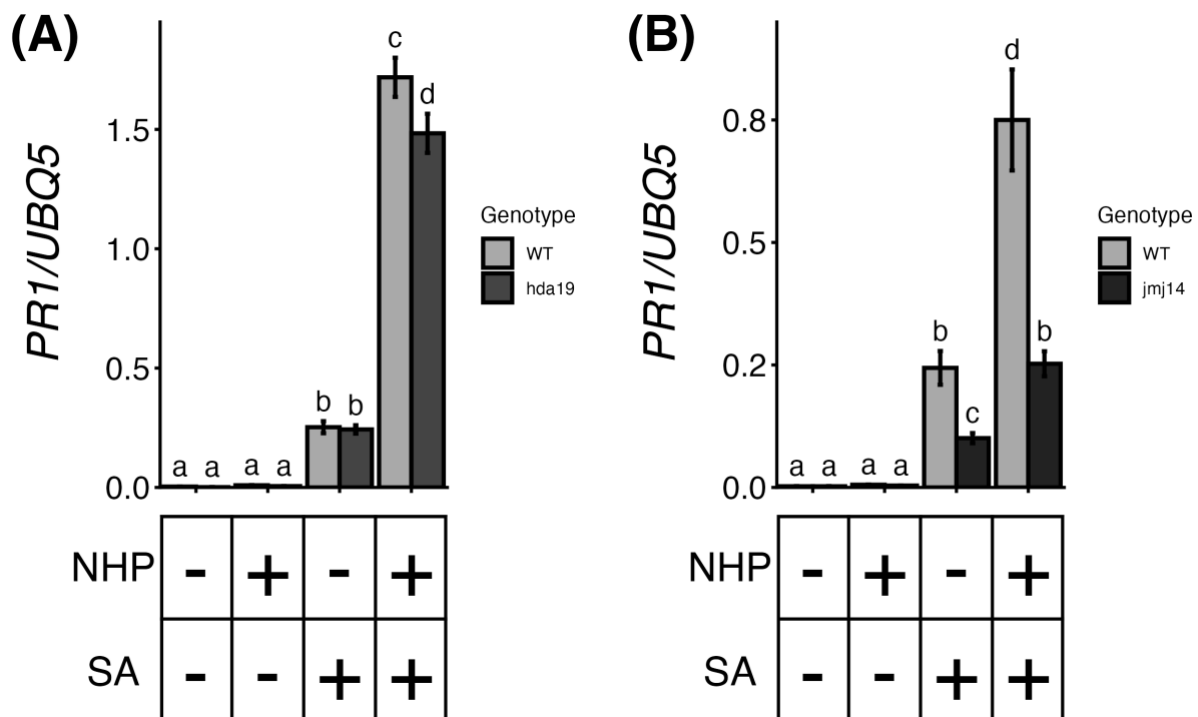 (A)
PR1/UBQ5
1.5
1.0
0.5
0.0
a a a a b b c d
Genotype
WT
hda19
NHP - + - +
SA - - + +
(B)
PR1/UBQ5
0.8
0.5
0.2
0.0
a a a a b c d b
Genotype
WT
jmj14
NHP - + - +
SA - - + +